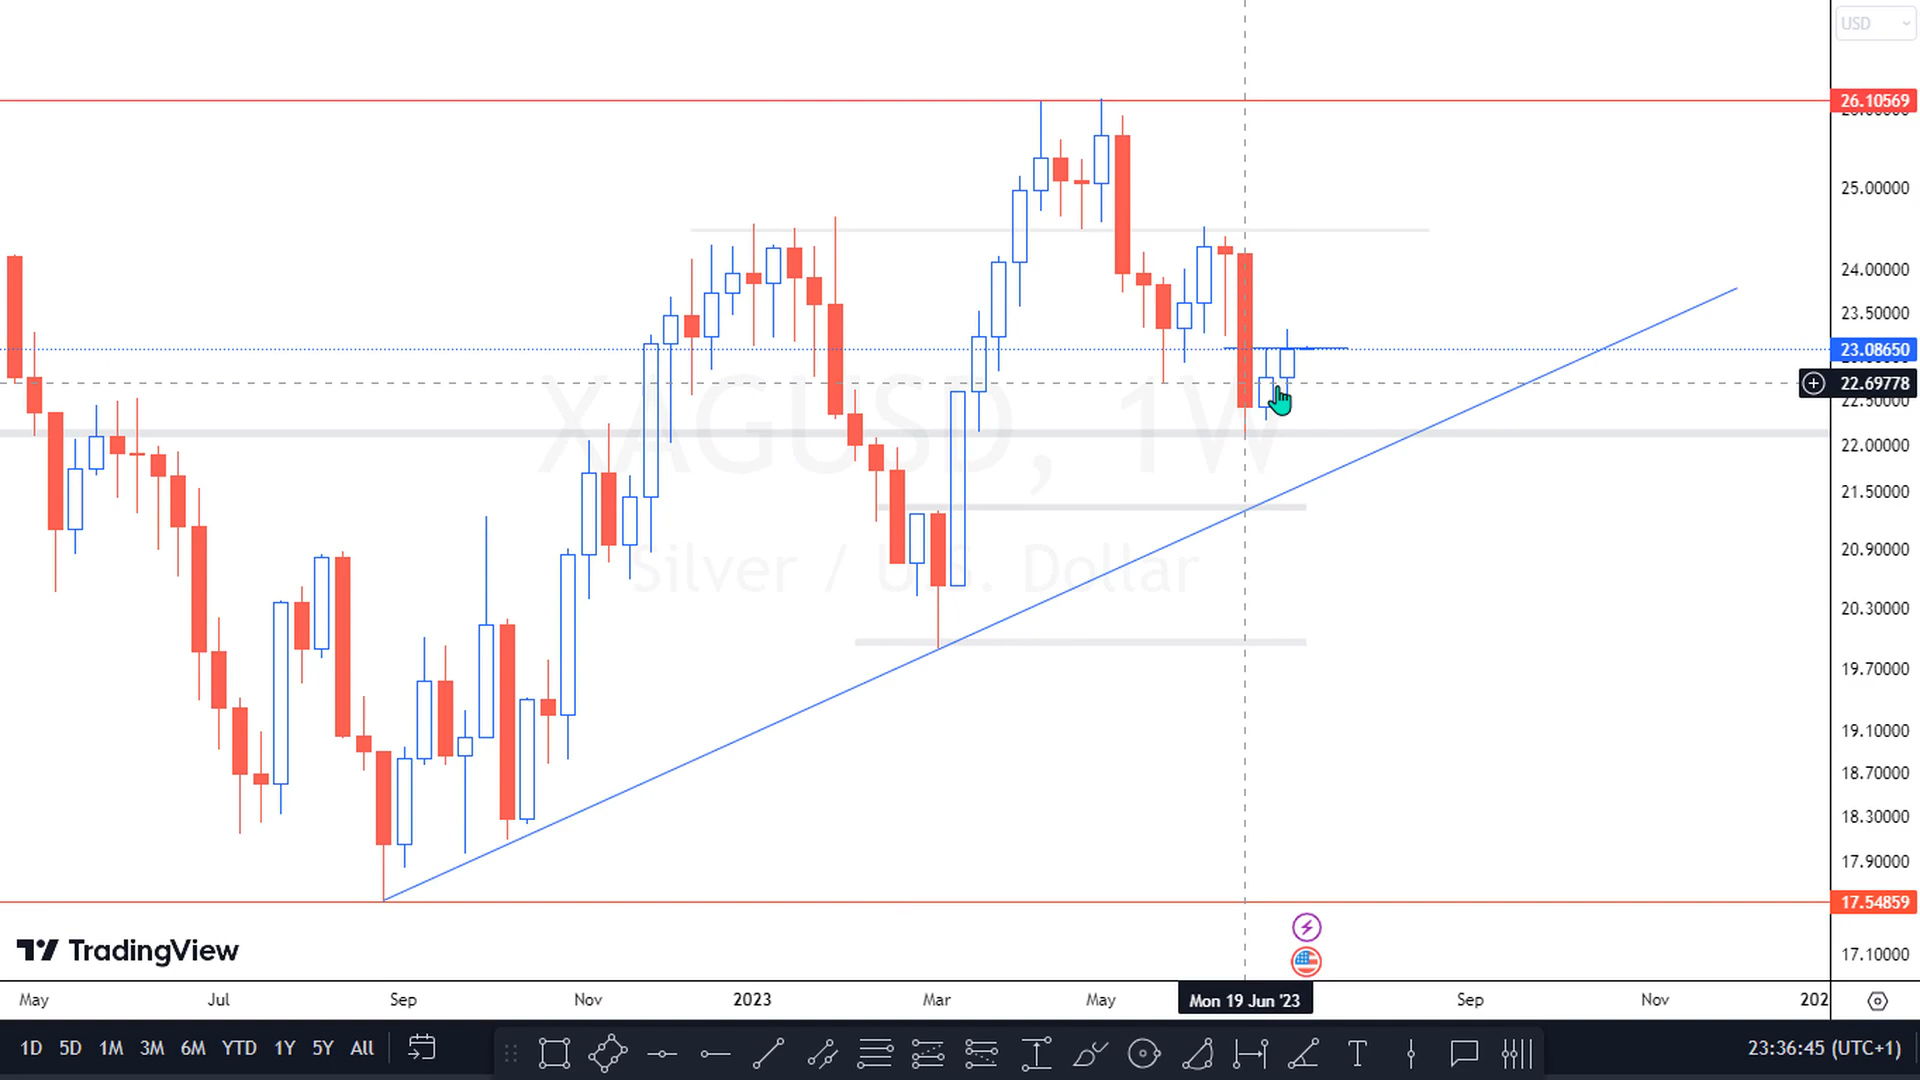 USD
26.10569
25.00000
24.00000
23.50000
23.08650
22.69778
22.00000
21.50000
20.90000
20.30000
19.70000
19.10000
18.70000
18.30000
17.90000
17.54859
17.10000
XAGUSD, 1W
Silver / U.S. Dollar
TradingView
May Jul Sep Nov 2023 Mar May Mon 19 Jun '23 Sep Nov 202
1D 5D 1M 3M 6M YTD 1Y 5Y All 23:36:45 (UTC+1)